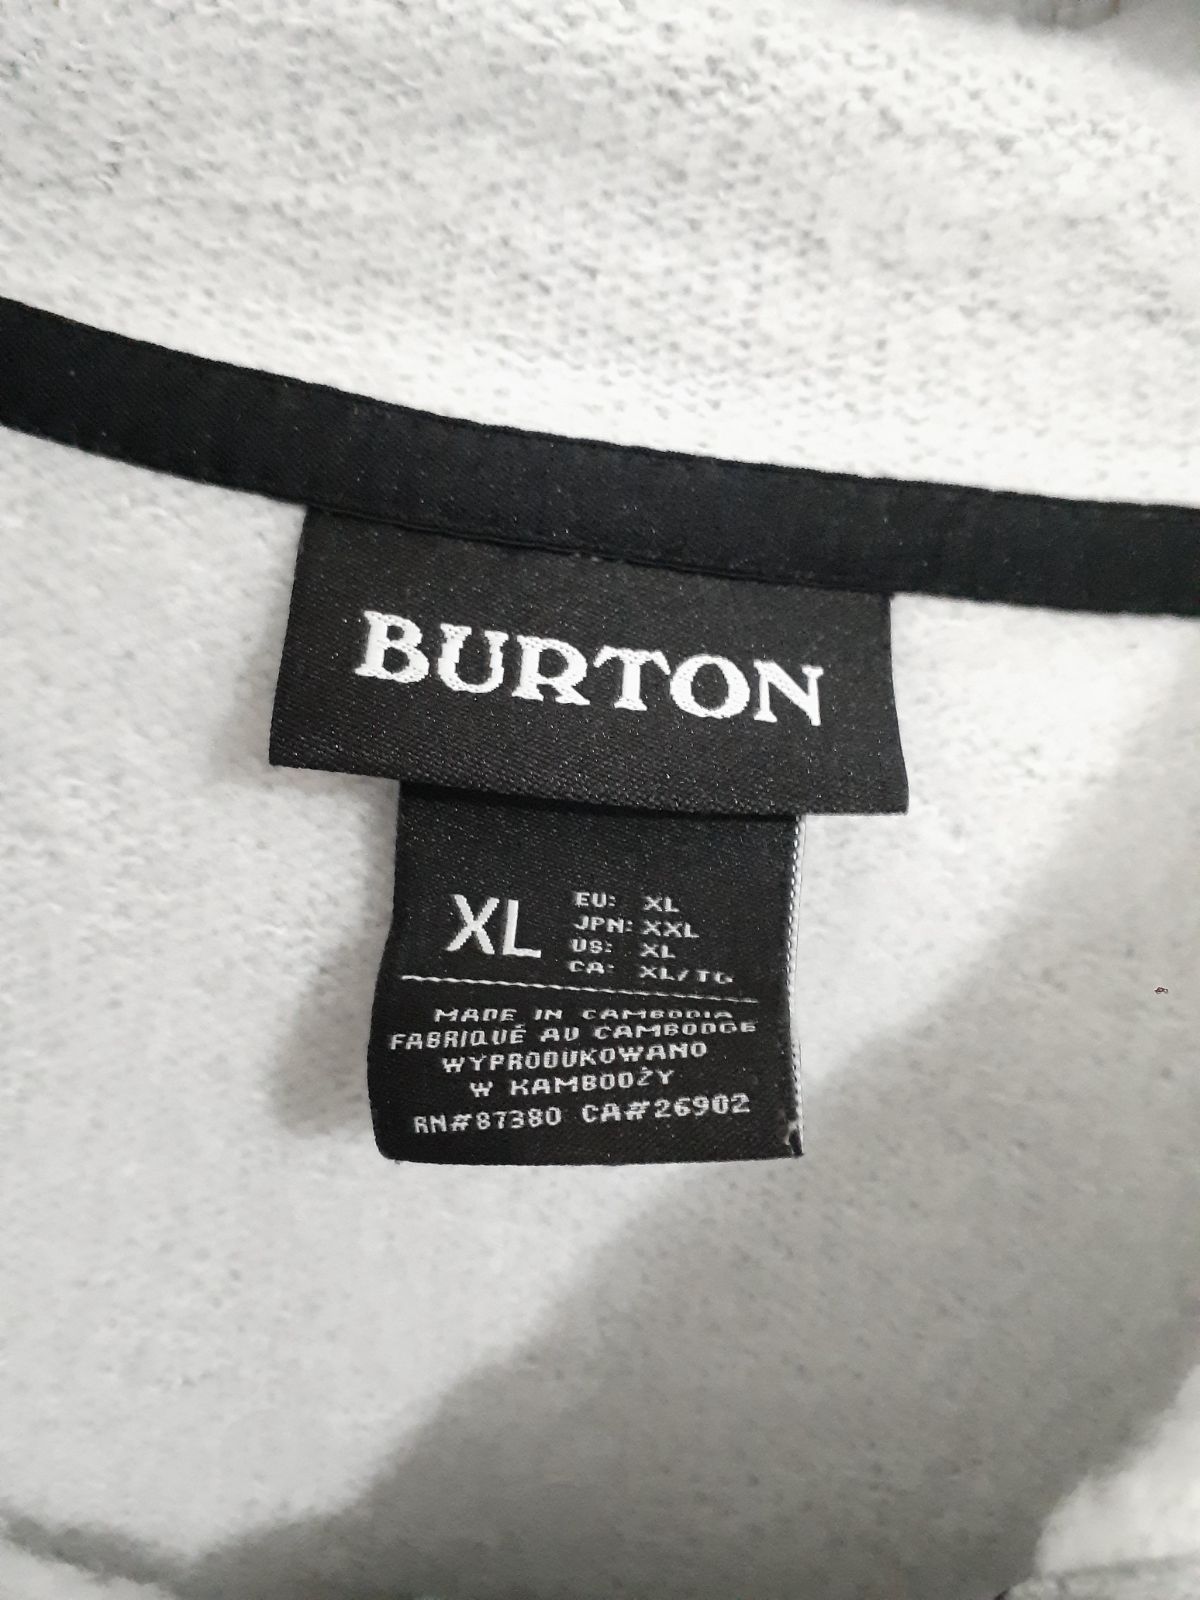 BURTON
XL
EU: XL
JPN: XXL
US: XL
CA: XL/TG
MADE IN CAMBODIA
FABRIQUÉ AU CAMBODGE
WYPRODUKOWANO
W KAMBODŻY
RN#87380 CA#26902